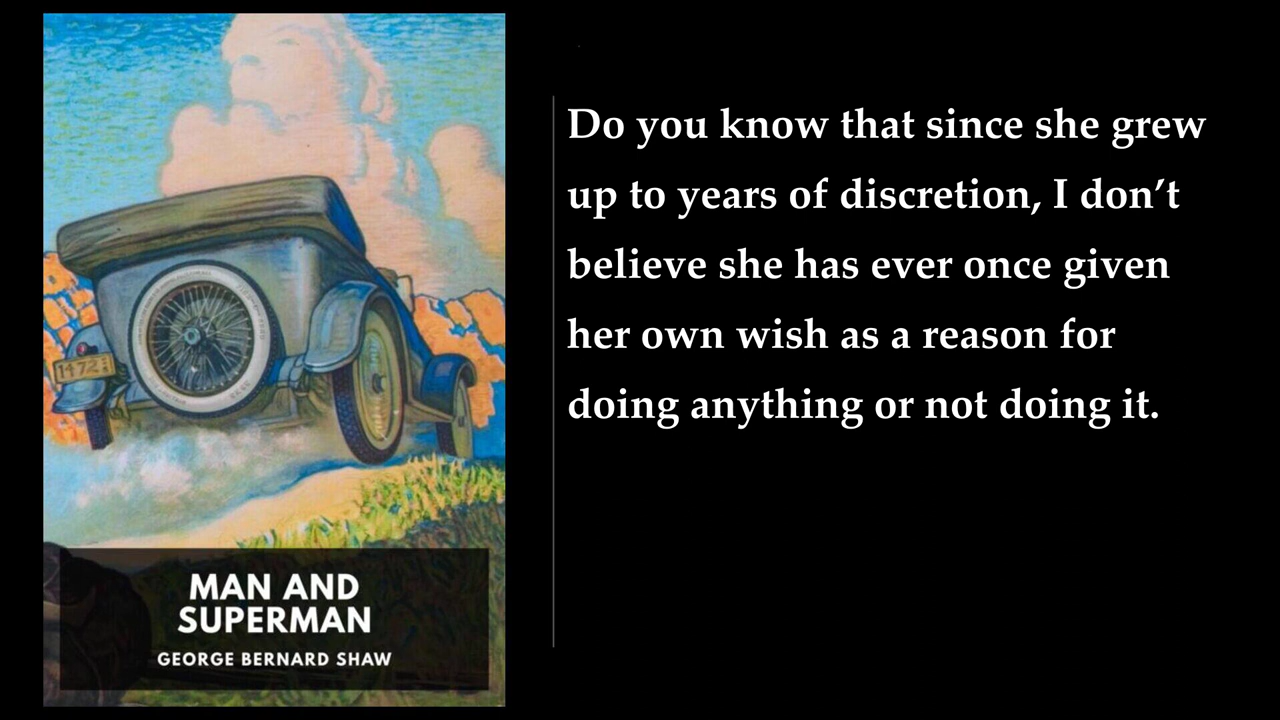 1472
MAN AND
SUPERMAN
GEORGE BERNARD SHAW
Do you know that since she grew
up to years of discretion, I don’t
believe she has ever once given
her own wish as a reason for
doing anything or not doing it.